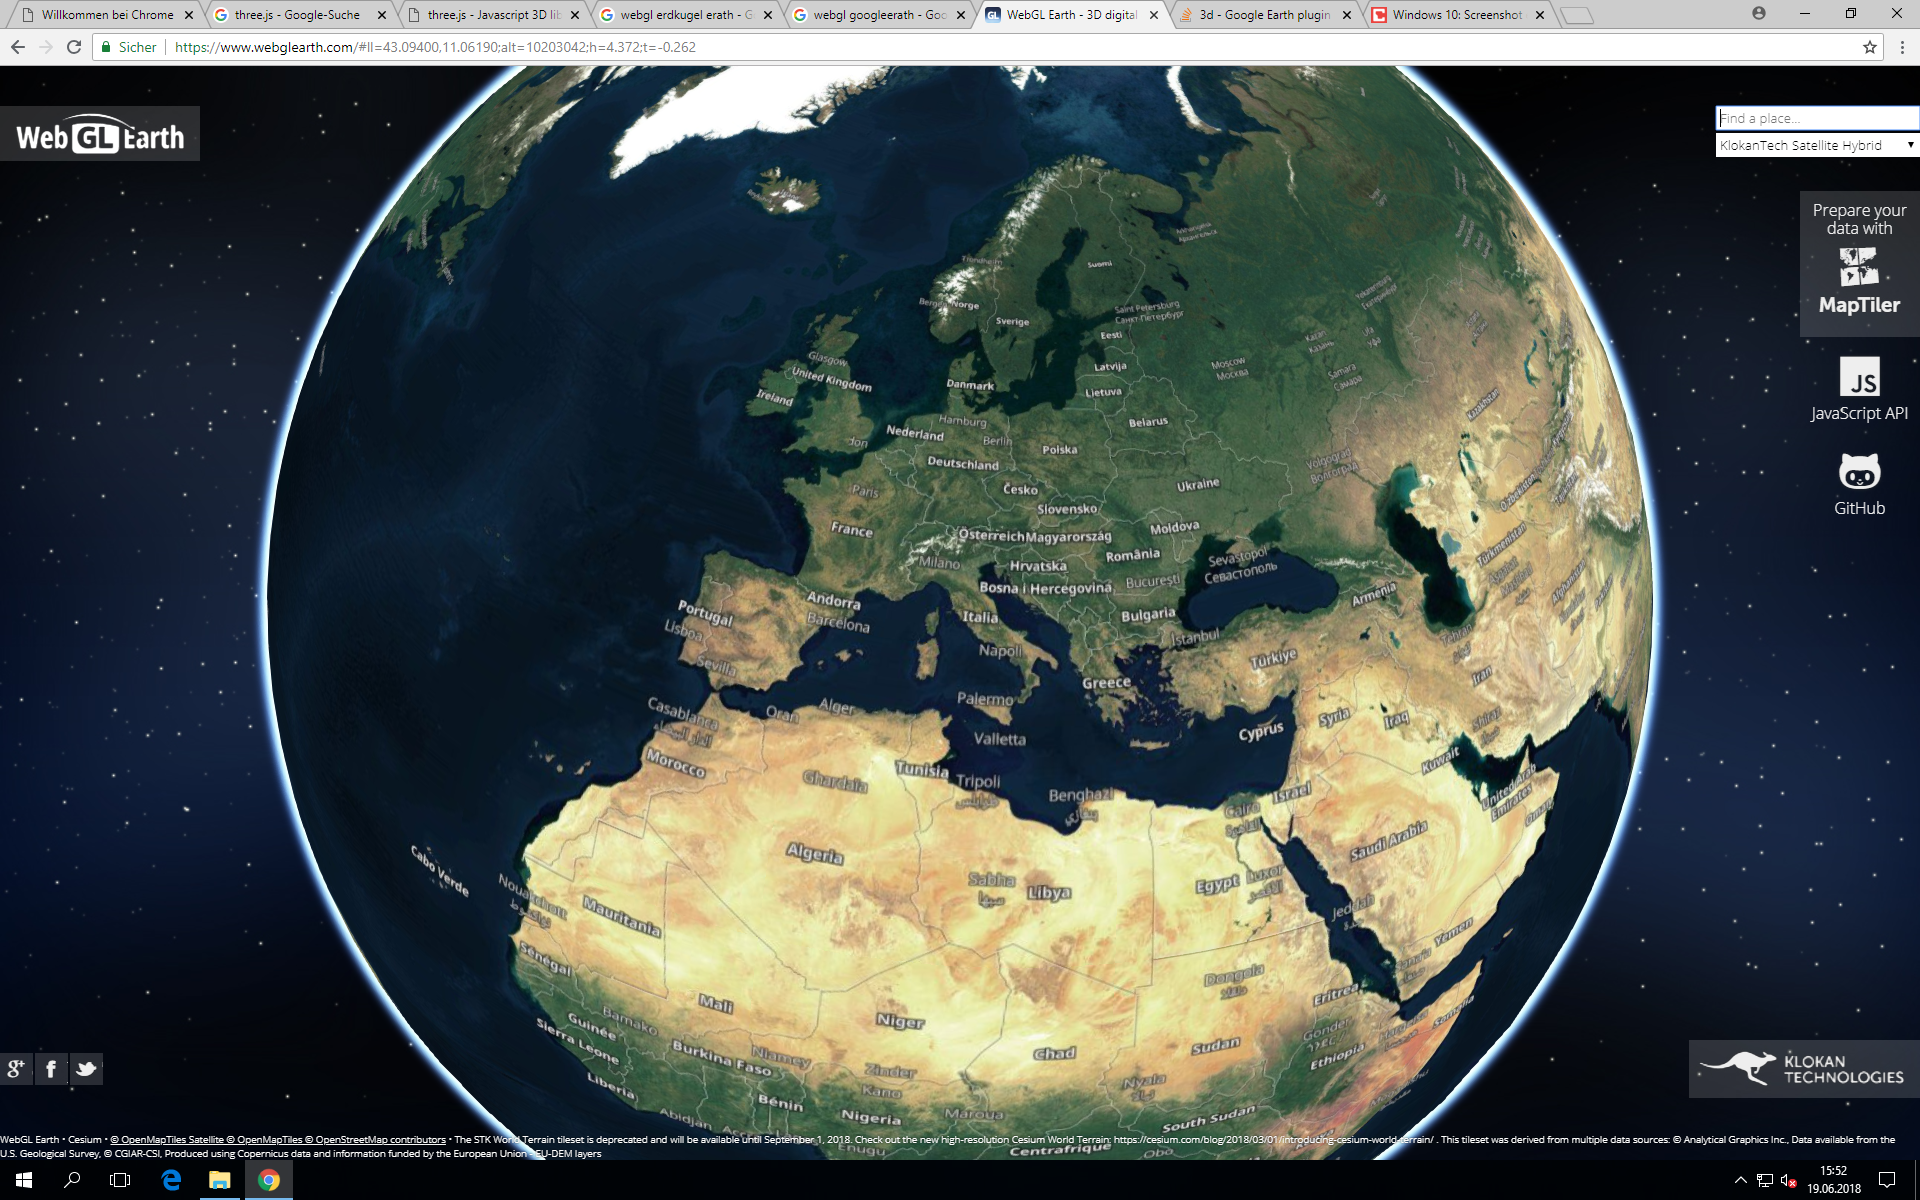 Willkommen bei Chrome
three.js - Google-Suche
three.js - Javascript 3D lib
webgl erdkugel erath - G
webgl googleerath - Goo
WebGL Earth - 3D digital
3d - Google Earth plugin
Windows 10: Screenshot
Sicher
https://www.webglearth.com/#ll=43.09400,11.06190;alt=10203042;h=4.372;t=-0.262
Web GL Earth
Find a place...
KlokanTech Satellite Hybrid
Prepare your
data with
MapTiler
JS
JavaScript API
GitHub
Trondheim
Suomi
Bergen
Norge
Sverige
Saint Petersburg
Санкт-Петербург
Eesti
Glasgow
United Kingdom
Ireland
Danmark
Latvija
Lietuva
Moscow
Москва
Kazan
Казань
Ufa
Уфа
Samara
Самара
Kazakhstan
Hamburg
Nederland
Berlin
Belarus
Polska
Deutschland
Volgograd
Волгоград
Paris
Česko
Ukraine
Slovensko
France
Moldova
Österreich
Magyarország
Milano
Hrvatska
România
Sevastopol
Севастополь
Bosna i Hercegovina
București
Türkmenistan
Afghanistan
Andorra
Armenia
Portugal
Barcelona
Italia
Bulgaria
Lisboa
İstanbul
Napoli
Tehran
Sevilla
Türkiye
Iran
Greece
Palermo
Casablanca
Oran
Alger
Cyprus
Syria
Iraq
Shiraz
Valletta
Morocco
Kuwait
Ghardaïa
Tunisia
Tripoli
Benghazi
Israel
United Arab
Emirates
Oman
Cairo
Algeria
Saudi Arabia
Cabo Verde
Sabha
Libya
Egypt
Luxor
Nouakchott
Mauritania
Jeddah
Yemen
Sénégal
Dongola
Mali
Eritrea
Somalia
Bamako
Guinée
Niger
Gonder
Sierra Leone
Burkina Faso
Niamey
Chad
Sudan
Ethiopia
Zinder
Liberia
Kano
Nyala
Bénin
Nigeria
Maroua
South Sudan
Abidjan
Enugu
Centrafrique
Obo
g+
f
KLOKAN
TECHNOLOGIES
WebGL Earth • Cesium • © OpenMapTiles Satellite © OpenMapTiles © OpenStreetMap contributors • The STK World Terrain tileset is deprecated and will be available until September 1, 2018. Check out the new high-resolution Cesium World Terrain: https://cesium.com/blog/2018/03/01/introducing-cesium-world-terrain/ . This tileset was derived from multiple data sources: © Analytical Graphics Inc., Data available from the
U.S. Geological Survey, © CGIAR-CSI, Produced using Copernicus data and information funded by the European Union - EU-DEM layers
15:52
19.06.2018